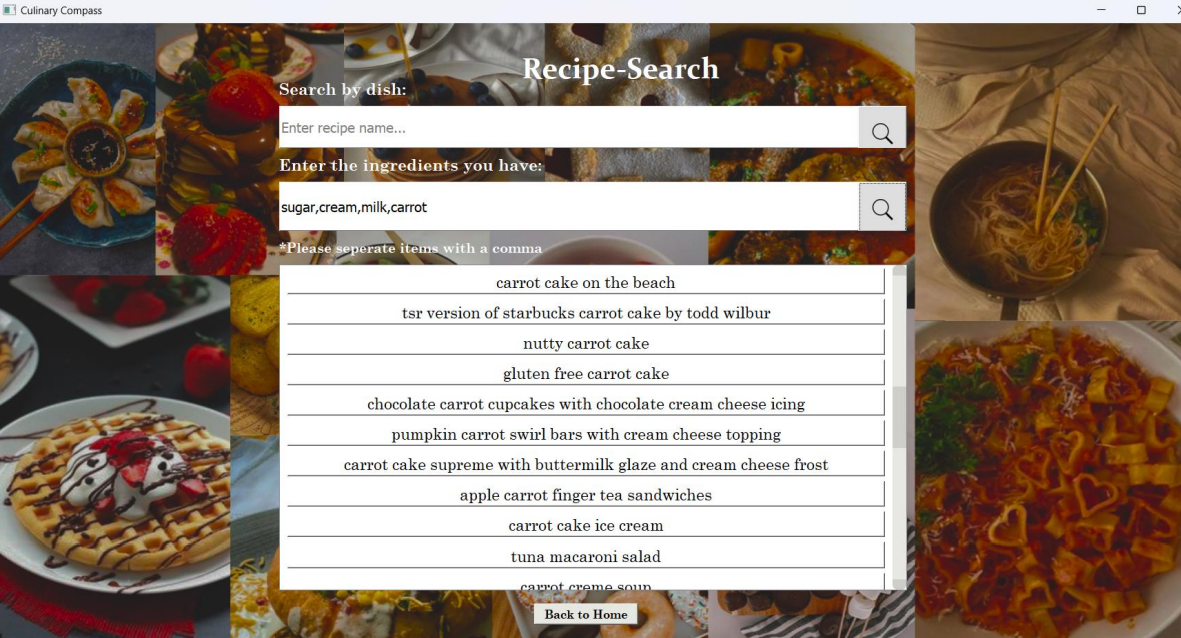 Culinary Compass
Recipe-Search
Search by dish:
Enter recipe name...
Enter the ingredients you have:
sugar,cream,milk,carrot
*Please seperate items with a comma
carrot cake on the beach
tsr version of starbucks carrot cake by todd wilbur
nutty carrot cake
gluten free carrot cake
chocolate carrot cupcakes with chocolate cream cheese icing
pumpkin carrot swirl bars with cream cheese topping
carrot cake supreme with buttermilk glaze and cream cheese frost
apple carrot finger tea sandwiches
carrot cake ice cream
tuna macaroni salad
carrot creme soup
Back to Home